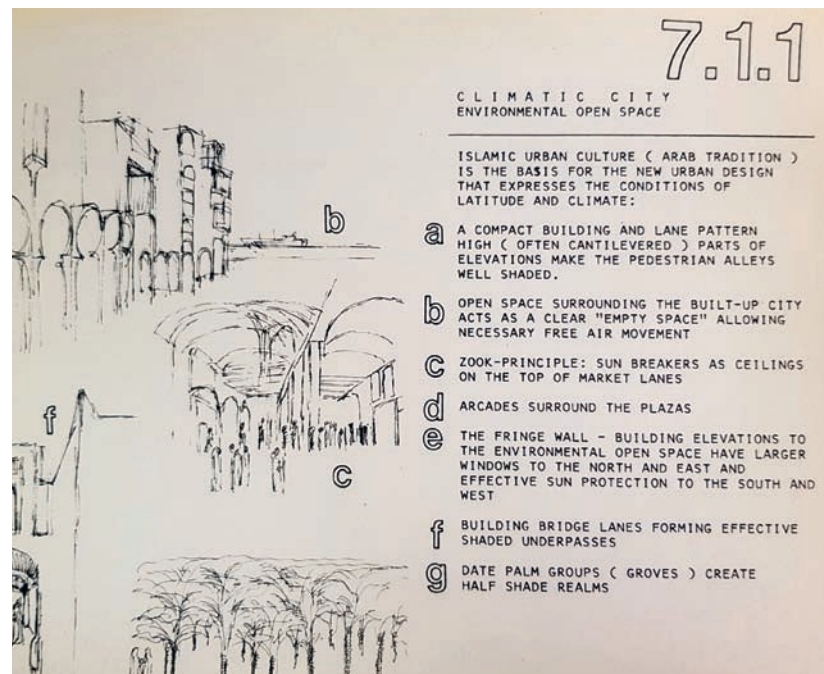 7.1.1
CLIMATIC CITY
ENVIRONMENTAL OPEN SPACE
ISLAMIC URBAN CULTURE ( ARAB TRADITION )
IS THE BASIS FOR THE NEW URBAN DESIGN
THAT EXPRESSES THE CONDITIONS OF
LATITUDE AND CLIMATE:
a A COMPACT BUILDING AND LANE PATTERN
HIGH ( OFTEN CANTILEVERED ) PARTS OF
ELEVATIONS MAKE THE PEDESTRIAN ALLEYS
WELL SHADED.
b OPEN SPACE SURROUNDING THE BUILT-UP CITY
ACTS AS A CLEAR "EMPTY SPACE" ALLOWING
NECESSARY FREE AIR MOVEMENT
c ZOOK-PRINCIPLE: SUN BREAKERS AS CEILINGS
ON THE TOP OF MARKET LANES
d ARCADES SURROUND THE PLAZAS
e THE FRINGE WALL - BUILDING ELEVATIONS TO
THE ENVIRONMENTAL OPEN SPACE HAVE LARGER
WINDOWS TO THE NORTH AND EAST AND
EFFECTIVE SUN PROTECTION TO THE SOUTH AND
WEST
f BUILDING BRIDGE LANES FORMING EFFECTIVE
SHADED UNDERPASSES
g DATE PALM GROUPS ( GROVES ) CREATE
HALF SHADE REALMS
b
f
c